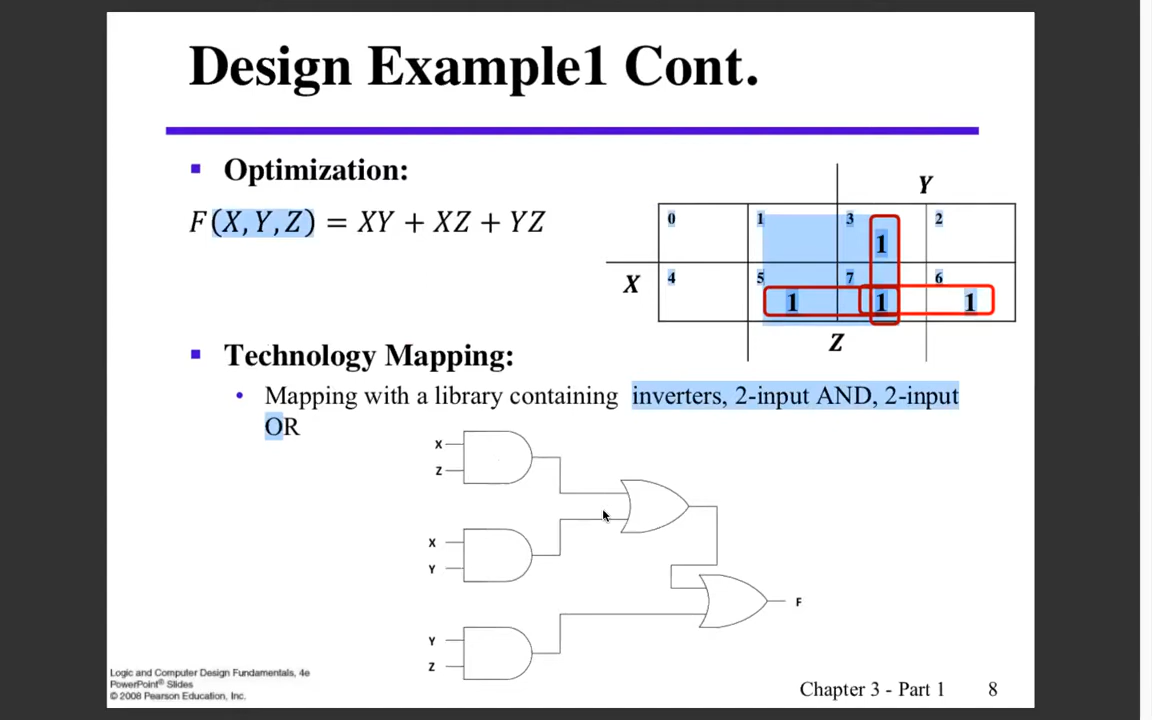 Design Example1 Cont.
▪ Optimization:
F(X, Y, Z) = XY + XZ + YZ
Y
0 1 3 2
1
X
4 5 7 6
1 1 1
Z
▪ Technology Mapping:
• Mapping with a library containing inverters, 2-input AND, 2-input
OR
X
Z
X
Y
F
Y
Z
Logic and Computer Design Fundamentals, 4e
PowerPoint® Slides
© 2008 Pearson Education, Inc.
Chapter 3 - Part 1 8